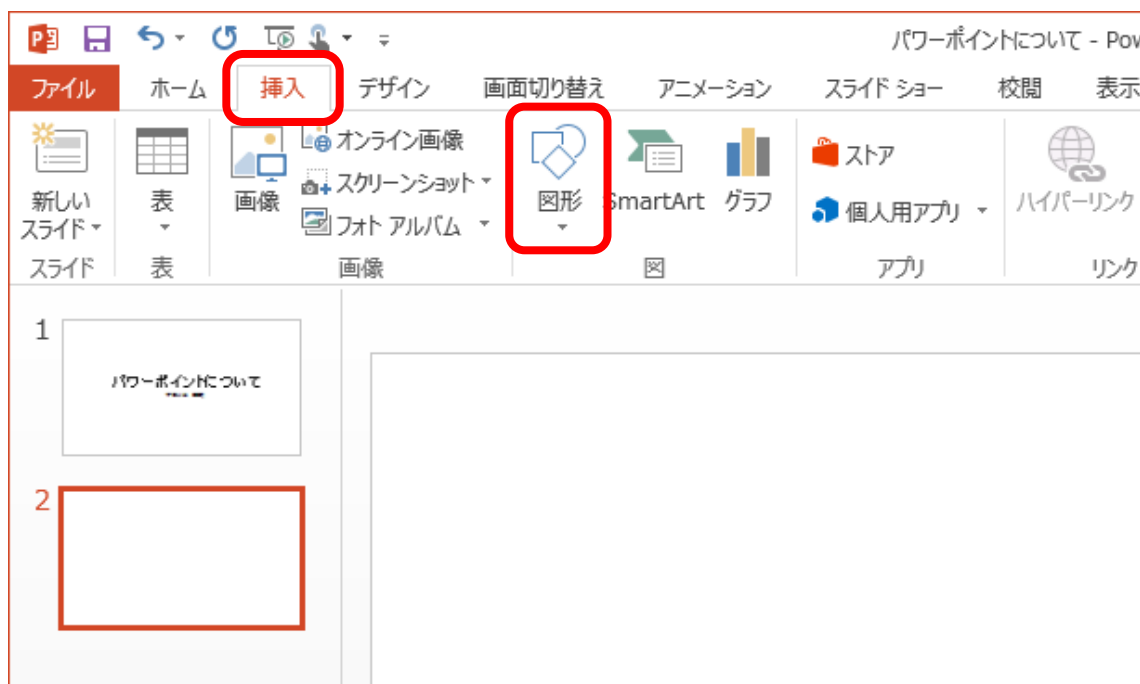 パワーポイントについて - Pow
ファイル ホーム 挿入 デザイン 画面切り替え アニメーション スライド ショー 校閲 表示
新しい
スライド
表
画像
オンライン画像
スクリーンショット
フォト アルバム
図形
SmartArt
グラフ
ストア
個人用アプリ
ハイパーリンク
スライド 表 画像 図 アプリ リンク
1
パワーポイントについて
2